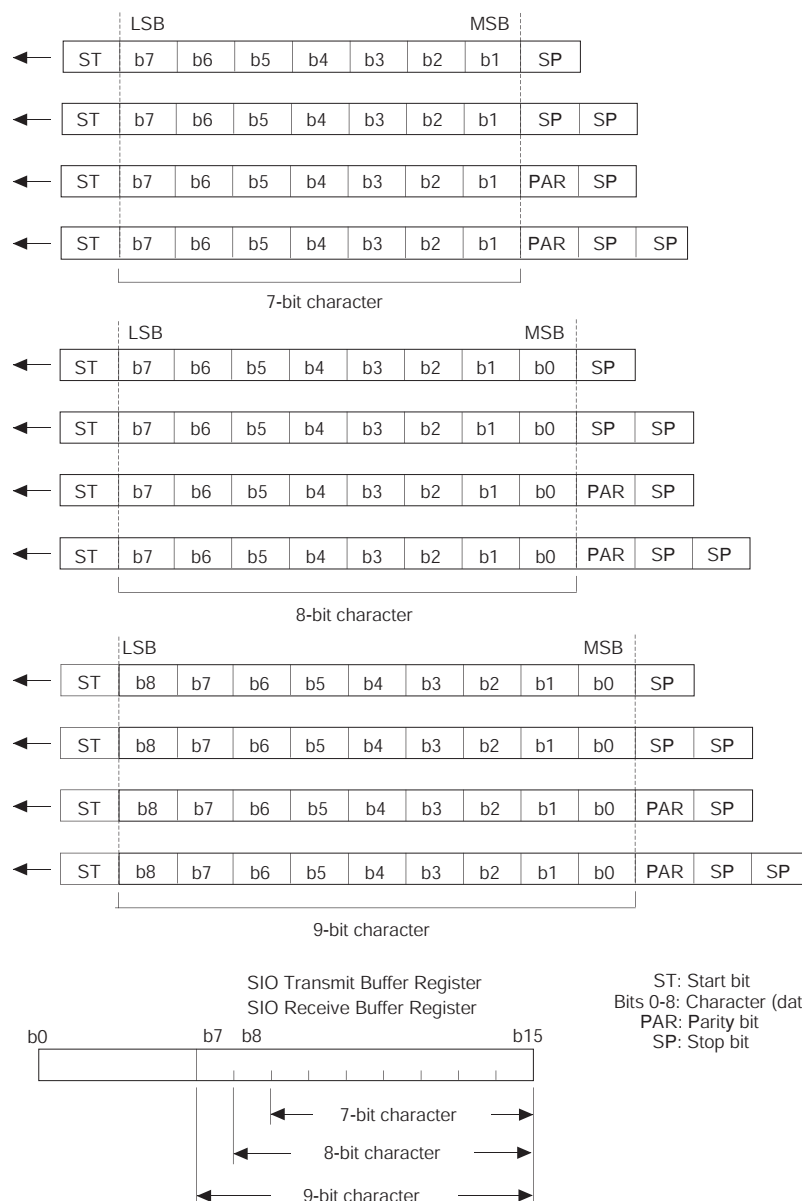 LSB MSB
ST b7 b6 b5 b4 b3 b2 b1 SP
ST b7 b6 b5 b4 b3 b2 b1 SP SP
ST b7 b6 b5 b4 b3 b2 b1 PAR SP
ST b7 b6 b5 b4 b3 b2 b1 PAR SP SP
7-bit character
LSB MSB
ST b7 b6 b5 b4 b3 b2 b1 b0 SP
ST b7 b6 b5 b4 b3 b2 b1 b0 SP SP
ST b7 b6 b5 b4 b3 b2 b1 b0 PAR SP
ST b7 b6 b5 b4 b3 b2 b1 b0 PAR SP SP
8-bit character
LSB MSB
ST b8 b7 b6 b5 b4 b3 b2 b1 b0 SP
ST b8 b7 b6 b5 b4 b3 b2 b1 b0 SP SP
ST b8 b7 b6 b5 b4 b3 b2 b1 b0 PAR SP
ST b8 b7 b6 b5 b4 b3 b2 b1 b0 PAR SP SP
9-bit character
SIO Transmit Buffer Register
SIO Receive Buffer Register
b0 b7 b8 b15
7-bit character
8-bit character
9-bit character
ST: Start bit
Bits 0-8: Character (dat
PAR: Parity bit
SP: Stop bit